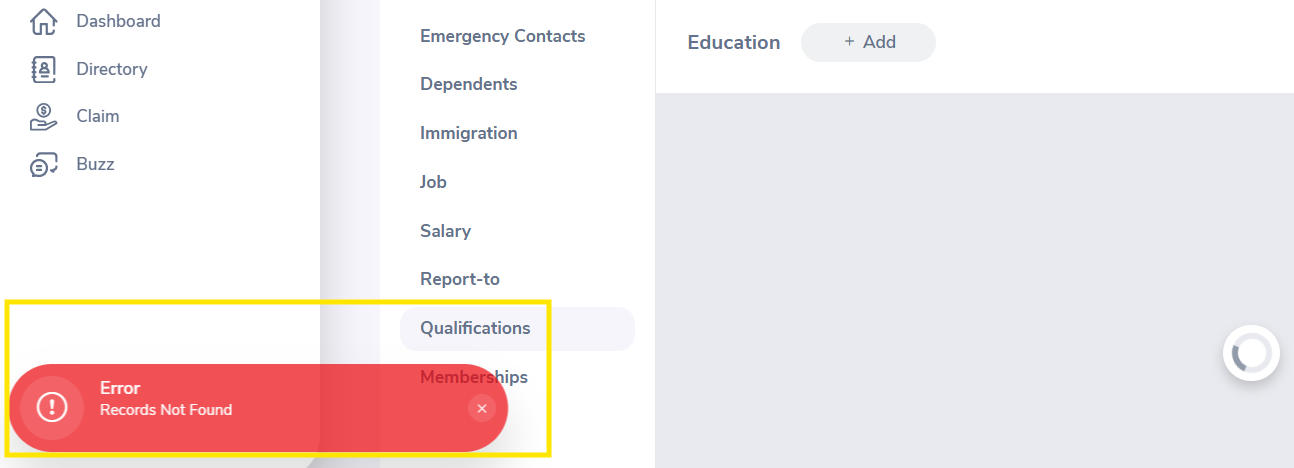 Dashboard
Directory
Claim
Buzz
Emergency Contacts
Dependents
Immigration
Job
Salary
Report-to
Qualifications
Memberships
Education
+ Add
Error
Records Not Found